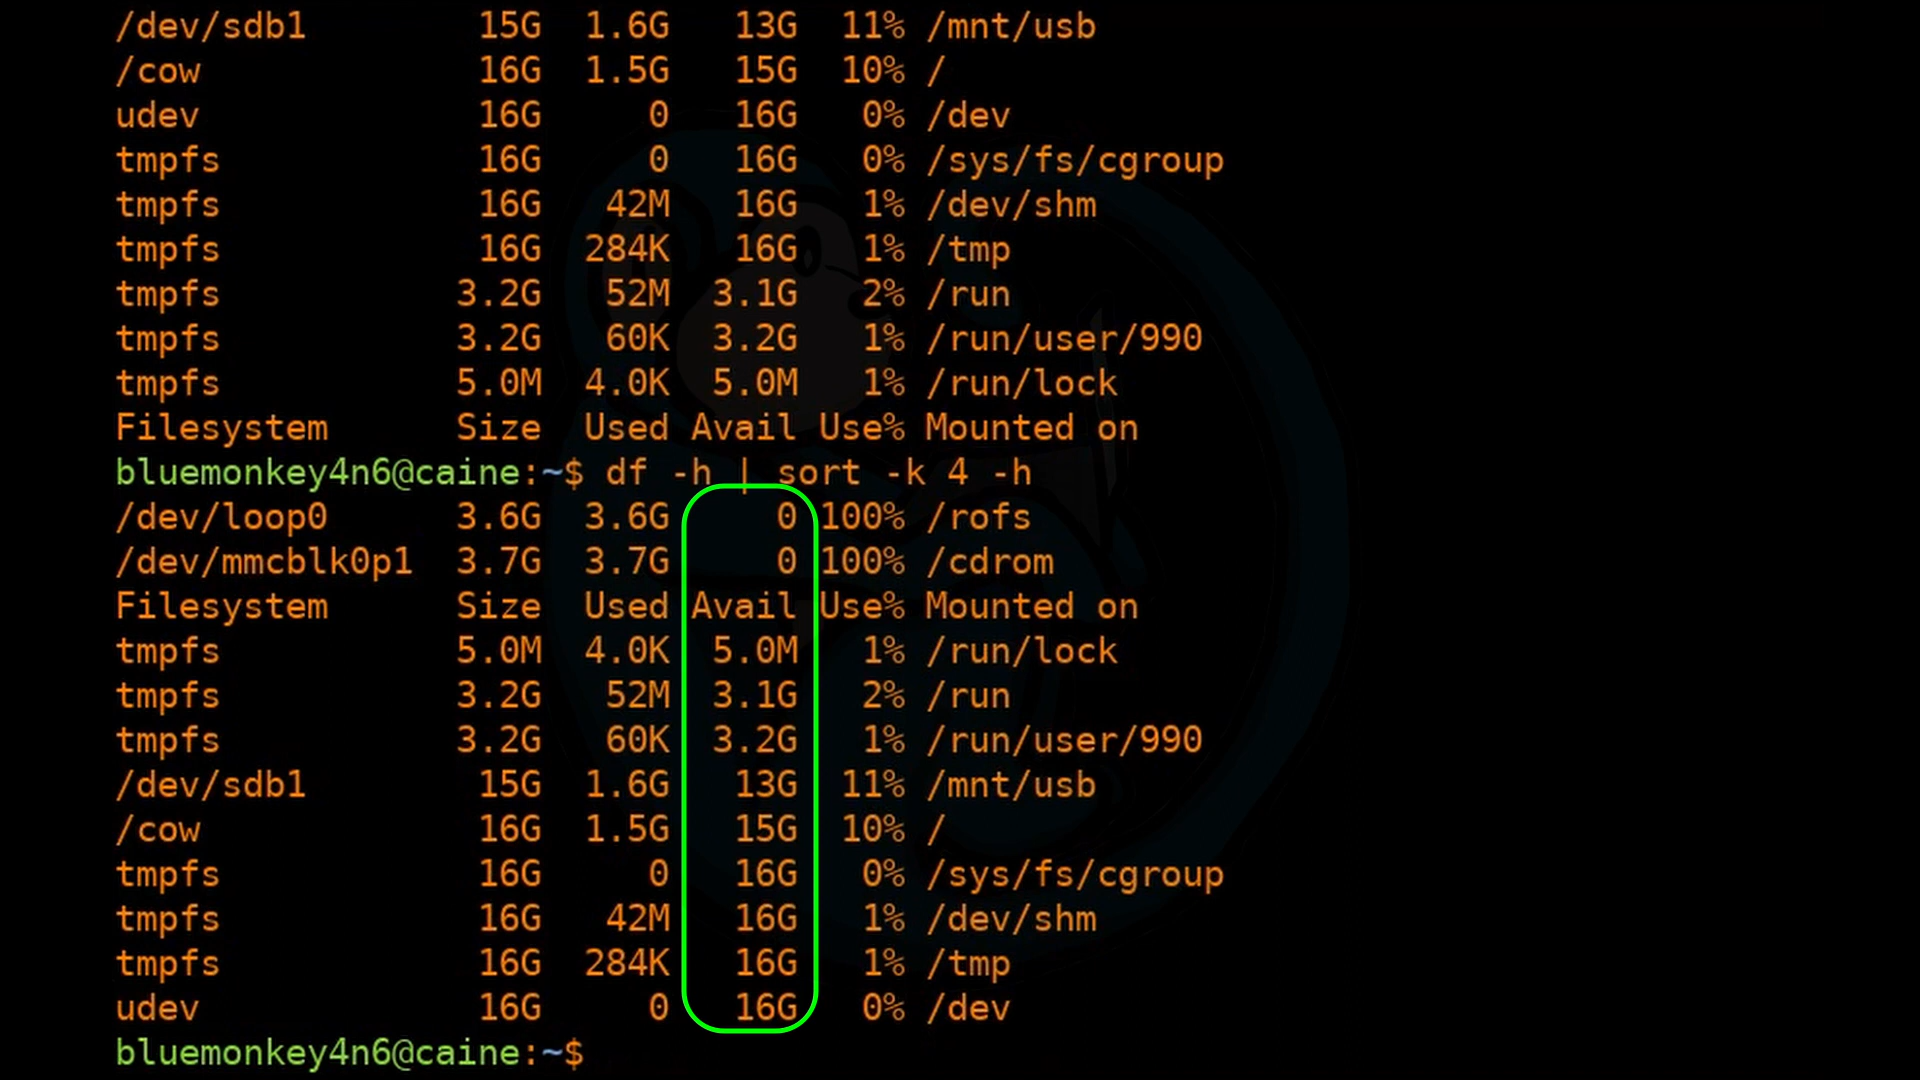 /dev/sdb1        15G  1.6G   13G  11% /mnt/usb
/cow             16G  1.5G   15G  10% /
udev             16G     0   16G   0% /dev
tmpfs            16G     0   16G   0% /sys/fs/cgroup
tmpfs            16G   42M   16G   1% /dev/shm
tmpfs            16G  284K   16G   1% /tmp
tmpfs           3.2G   52M  3.1G   2% /run
tmpfs           3.2G   60K  3.2G   1% /run/user/990
tmpfs           5.0M  4.0K  5.0M   1% /run/lock
Filesystem      Size  Used Avail Use% Mounted on
bluemonkey4n6@caine:~$ df -h | sort -k 4 -h
/dev/loop0      3.6G  3.6G     0 100% /rofs
/dev/mmcblk0p1  3.7G  3.7G     0 100% /cdrom
Filesystem      Size  Used Avail Use% Mounted on
tmpfs           5.0M  4.0K  5.0M   1% /run/lock
tmpfs           3.2G   52M  3.1G   2% /run
tmpfs           3.2G   60K  3.2G   1% /run/user/990
/dev/sdb1        15G  1.6G   13G  11% /mnt/usb
/cow             16G  1.5G   15G  10% /
tmpfs            16G     0   16G   0% /sys/fs/cgroup
tmpfs            16G   42M   16G   1% /dev/shm
tmpfs            16G  284K   16G   1% /tmp
udev             16G     0   16G   0% /dev
bluemonkey4n6@caine:~$